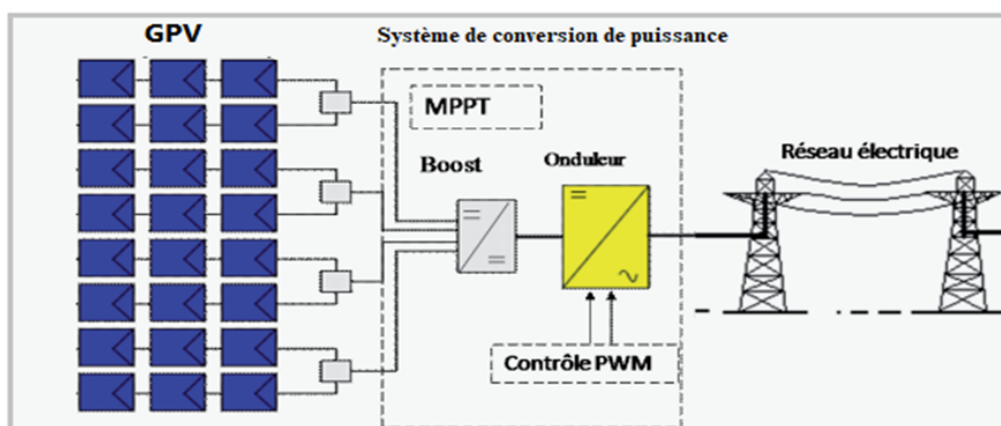 GPV
Système de conversion de puissance
MPPT
Boost
Onduleur
Réseau électrique
Contrôle PWM